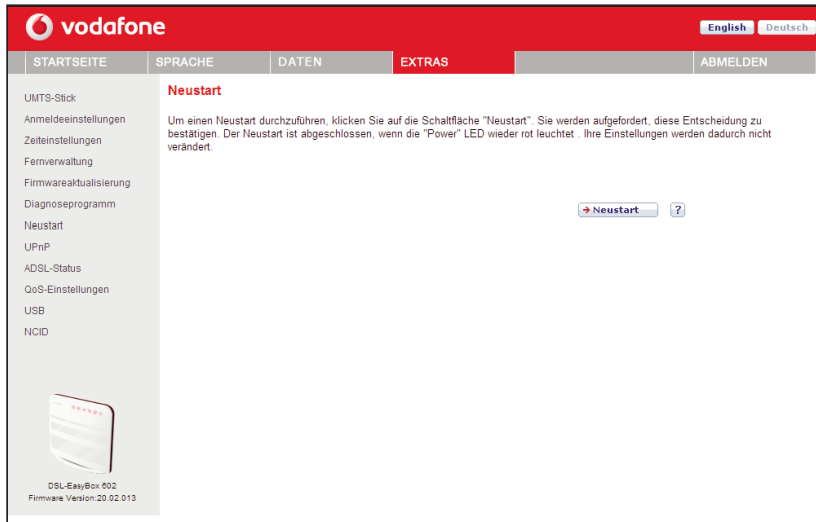 vodafone
English Deutsch
STARTSEITE SPRACHE DATEN EXTRAS ABMELDEN
UMTS-Stick
Anmeldeeinstellungen
Zeiteinstellungen
Fernverwaltung
Firmwareaktualisierung
Diagnoseprogramm
Neustart
UPnP
ADSL-Status
QoS-Einstellungen
USB
NCID
DSL-EasyBox 602
Firmware Version:20.02.013
Neustart
Um einen Neustart durchzuführen, klicken Sie auf die Schaltfläche "Neustart". Sie werden aufgefordert, diese Entscheidung zu
bestätigen. Der Neustart ist abgeschlossen, wenn die "Power" LED wieder rot leuchtet . Ihre Einstellungen werden dadurch nicht
verändert.
Neustart ?